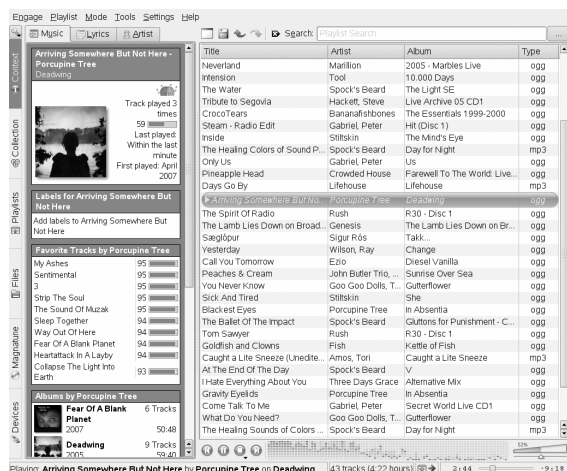 Engage Playlist Mode Tools Settings Help
Music Lyrics Artist
Search: Playlist Search ...
Context
Collection
Playlists
Files
Magnatune
Devices
Arriving Somewhere But Not Here -
Porcupine Tree
Deadwing
Track played 3
times
59
Last played:
Within the last
minute
First played: April
2007
Labels for Arriving Somewhere But
Not Here
Add labels to Arriving Somewhere But
Not Here
Favorite Tracks by Porcupine Tree
My Ashes 95
Sentimental 95
3 95
Strip The Soul 95
The Sound Of Muzak 95
Sleep Together 94
Way Out Of Here 94
Fear Of A Blank Planet 94
Heartattack In A Layby 94
Collapse The Light Into
Earth 93
Albums by Porcupine Tree
Fear Of A Blank 6 Tracks
Planet
2007 50:48
Deadwing 9 Tracks
2005 59:40
Title Artist Album Type
Neverland Marillion 2005 - Marbles Live ogg
Intension Tool 10.000 Days ogg
The Water Spock's Beard The Light SE ogg
Tribute to Segovia Hackett, Steve Live Archive 05 CD1 ogg
CrocoTears Bananafishbones The Essentials 1999-2000 ogg
Steam - Radio Edit Gabriel, Peter Hit (Disc 1) ogg
Inside Stiltskin The Mind's Eye ogg
The Healing Colors of Sound P... Spock's Beard Day for Night mp3
Only Us Gabriel, Peter Us ogg
Pineapple Head Crowded House Farewell To The World: Live... ogg
Days Go By Lifehouse Lifehouse mp3
Arriving Somewhere But No... Porcupine Tree Deadwing ogg
The Spirit Of Radio Rush R30 - Disc 1 ogg
The Lamb Lies Down on Broad... Genesis The Lamb Lies Down on Br... ogg
Sæglópur Sigur Rós Takk... ogg
Yesterday Wilson, Ray Change ogg
Call You Tomorrow Ezio Diesel Vanilla ogg
Peaches & Cream John Butler Trio, ... Sunrise Over Sea ogg
You Never Know Goo Goo Dolls, T... Gutterflower ogg
Sick And Tired Stiltskin She ogg
Blackest Eyes Porcupine Tree In Absentia ogg
The Ballet Of The Impact Spock's Beard Gluttons for Punishment - C... ogg
Tom Sawyer Rush R30 - Disc 1 ogg
Goldfish and Clowns Fish Kettle of Fish ogg
Caught a Lite Sneeze (Unedite... Amos, Tori Caught a Lite Sneeze mp3
At The End Of The Day Spock's Beard V ogg
I Hate Everything About You Three Days Grace Alternative Mix ogg
Gravity Eyelids Porcupine Tree In Absentia ogg
Come Talk To Me Gabriel, Peter Secret World Live CD1 ogg
What Do You Need? Goo Goo Dolls, T... Gutterflower ogg
The Healing Sounds of Colors ... Spock's Beard Day for Night mp3
52%
Playing: Arriving Somewhere But Not Here by Porcupine Tree on Deadwing 43 tracks (4:22 hours) 2:44 -9:18